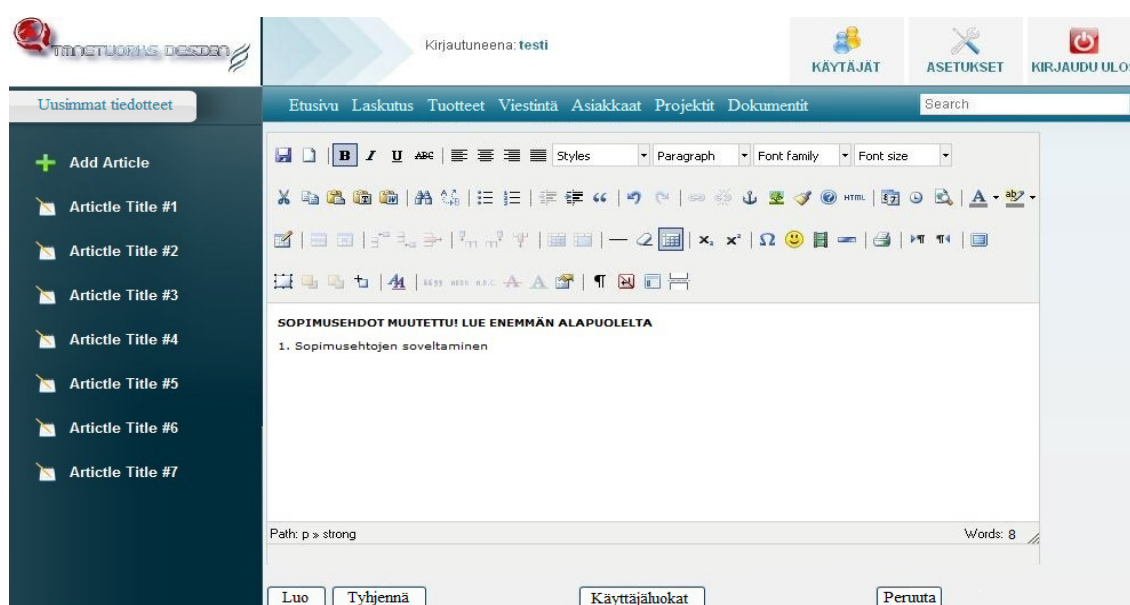 Kirjautuneena: testi
KÄYTÄJÄT
ASETUKSET
KIRJAUDU ULOS
Uusimmat tiedotteet
Etusivu Laskutus Tuotteet Viestintä Asiakkaat Projektit Dokumentit
Search
Add Article
Artictle Title #1
Artictle Title #2
Artictle Title #3
Artictle Title #4
Artictle Title #5
Artictle Title #6
Artictle Title #7
B I U ABC Styles Paragraph Font family Font size
HTML
SOPIMUSEHDOT MUUTETTU! LUE ENEMMÄN ALAPUOLELTA
1. Sopimusehtojen soveltaminen
Path: p » strong
Words: 8
Luo
Tyhjennä
Käyttäjäluokat
Peruuta